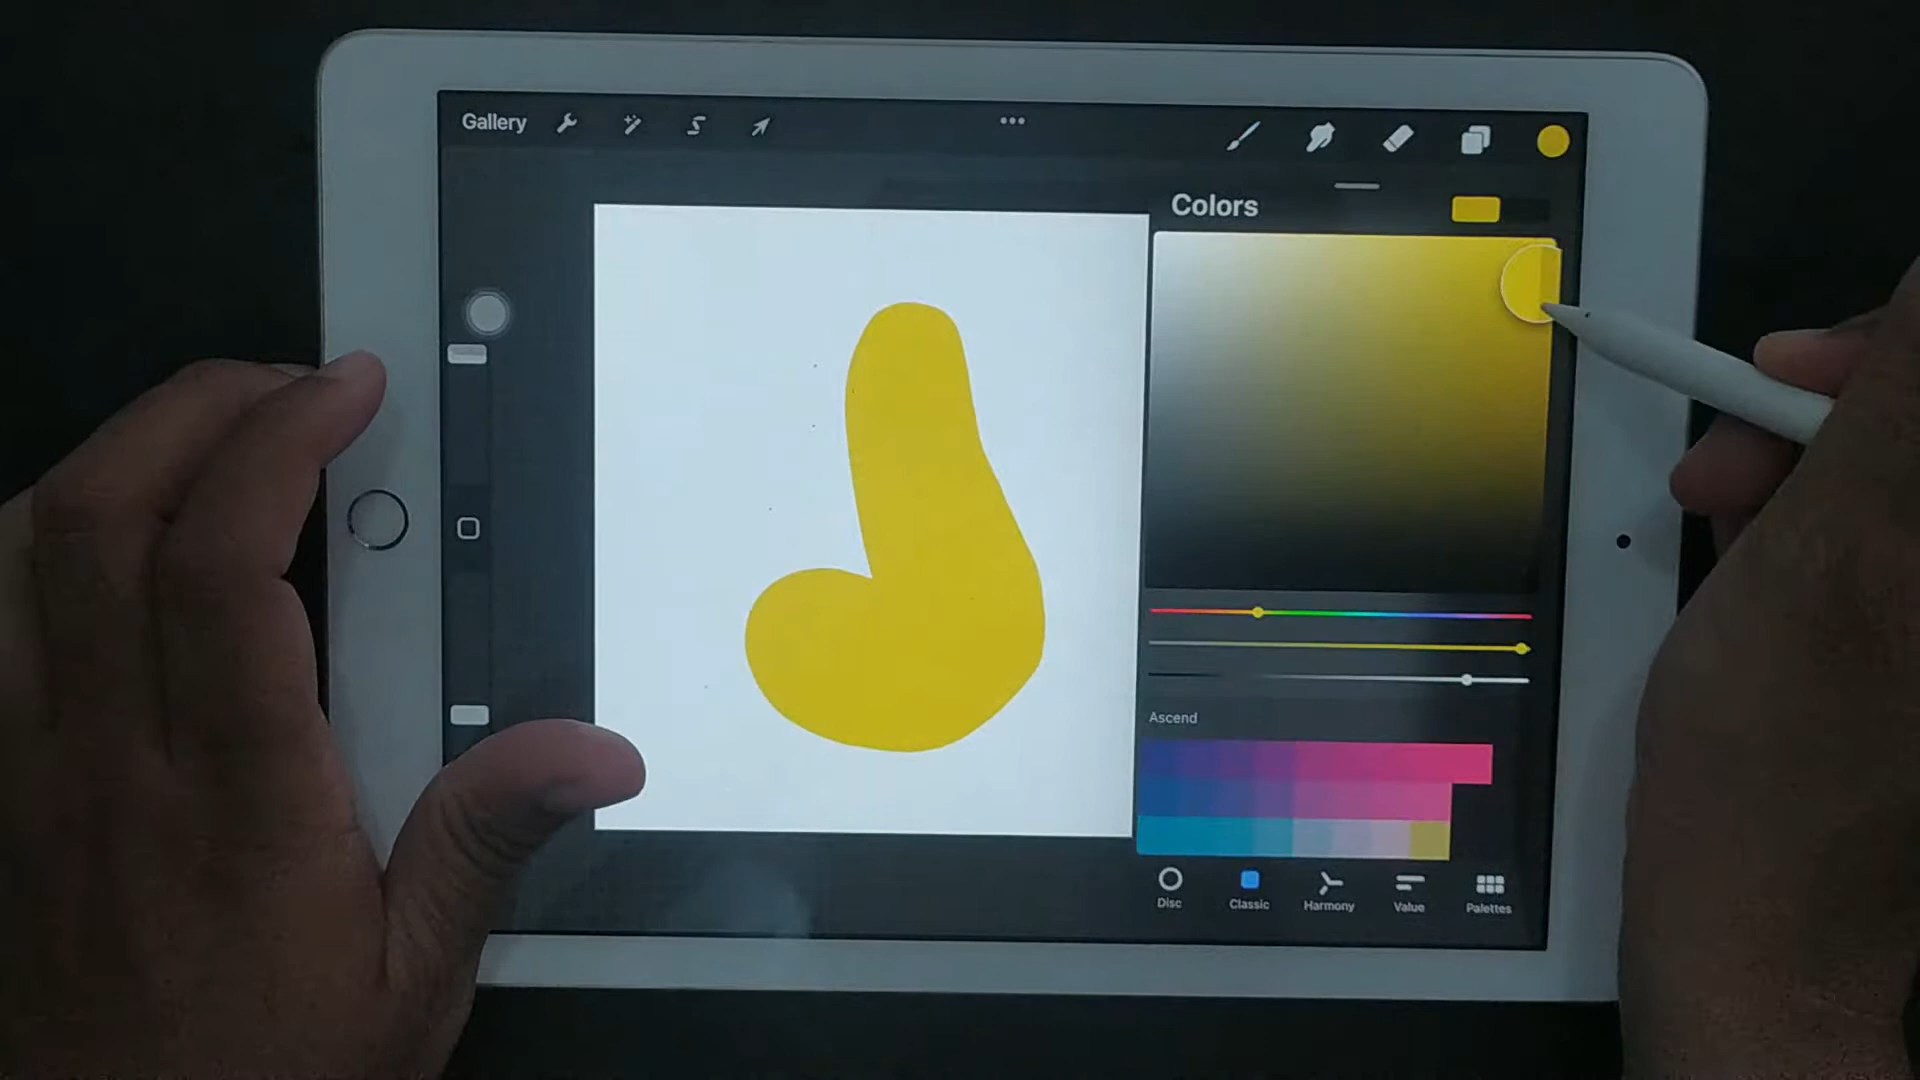 Gallery
Colors
Ascend
Disc
Classic
Harmony
Value
Palettes